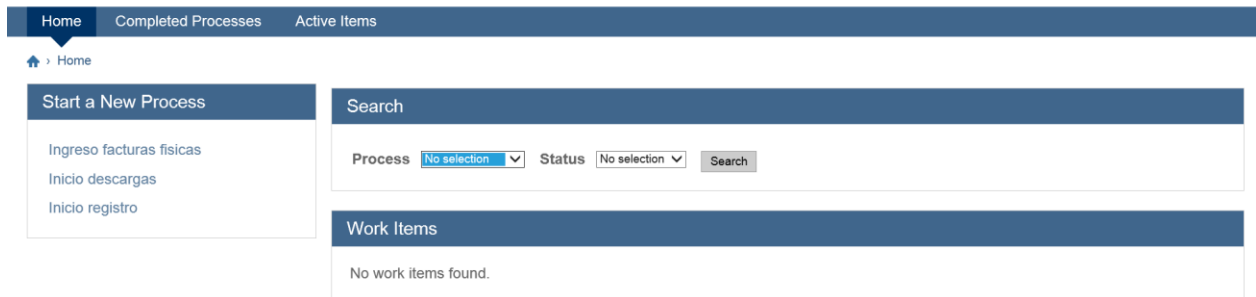 Home Completed Processes Active Items
› Home
Start a New Process
Ingreso facturas fisicas
Inicio descargas
Inicio registro
Search
Process No selection Status No selection Search
Work Items
No work items found.